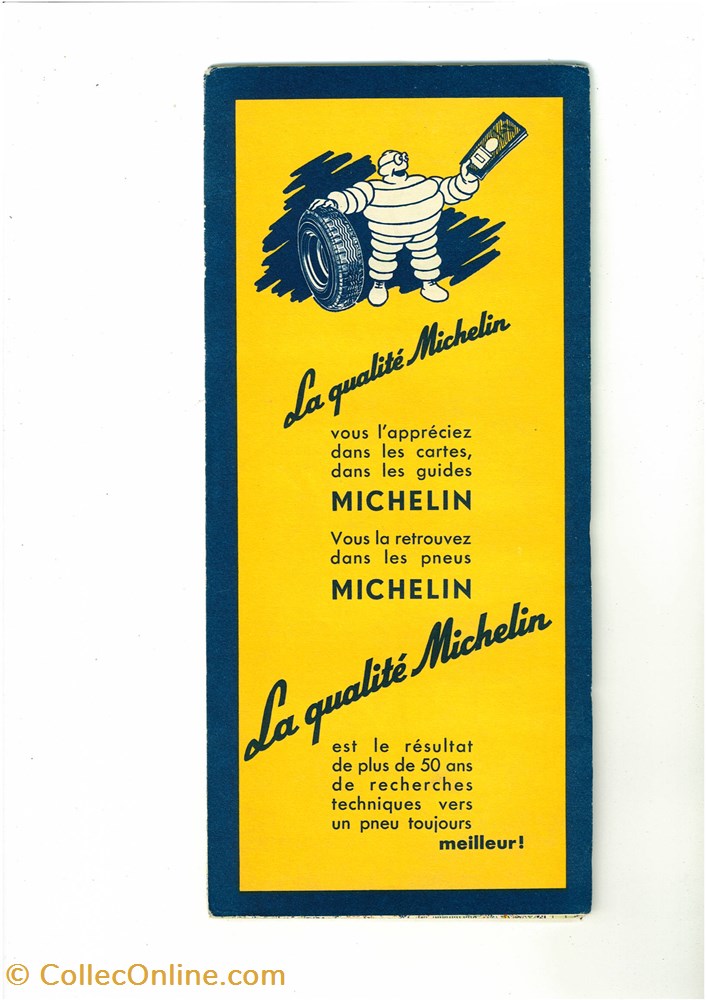 La qualité Michelin
vous l'appréciez
dans les cartes,
dans les guides
MICHELIN
Vous la retrouvez
dans les pneus
MICHELIN
La qualité Michelin
est le résultat
de plus de 50 ans
de recherches
techniques vers
un pneu toujours
meilleur!
© CollecOnline.com